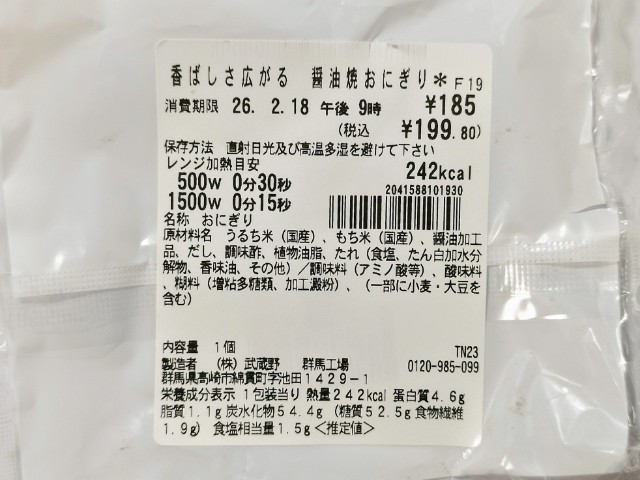 香ばしさ広がる 醤油焼おにぎり＊ F19
消費期限 26. 2.18 午後 9時 ¥185
(税込 ¥199.80)
保存方法 直射日光及び高温多湿を避けて下さい
レンジ加熱目安 242kcal
500W 0分30秒 2041588101930
1500W 0分15秒
名称 おにぎり
原材料名 うるち米（国産）、もち米（国産）、醤油加工
品、だし、調味酢、植物油脂、たれ（食塩、たん白加水分
解物、香味油、その他）／調味料（アミノ酸等）、酸味料
、糊料（増粘多糖類、加工澱粉）、（一部に小麦・大豆を
含む）
内容量 1個 TN23
製造者 （株）武蔵野 群馬工場 0120-985-099
群馬県高崎市綿貫町字池田1429-1
栄養成分表示 1包装当り 熱量242kcal 蛋白質4.6g
脂質1.1g 炭水化物54.4g（糖質52.5g 食物繊維
1.9g） 食塩相当量1.5g＜推定値＞